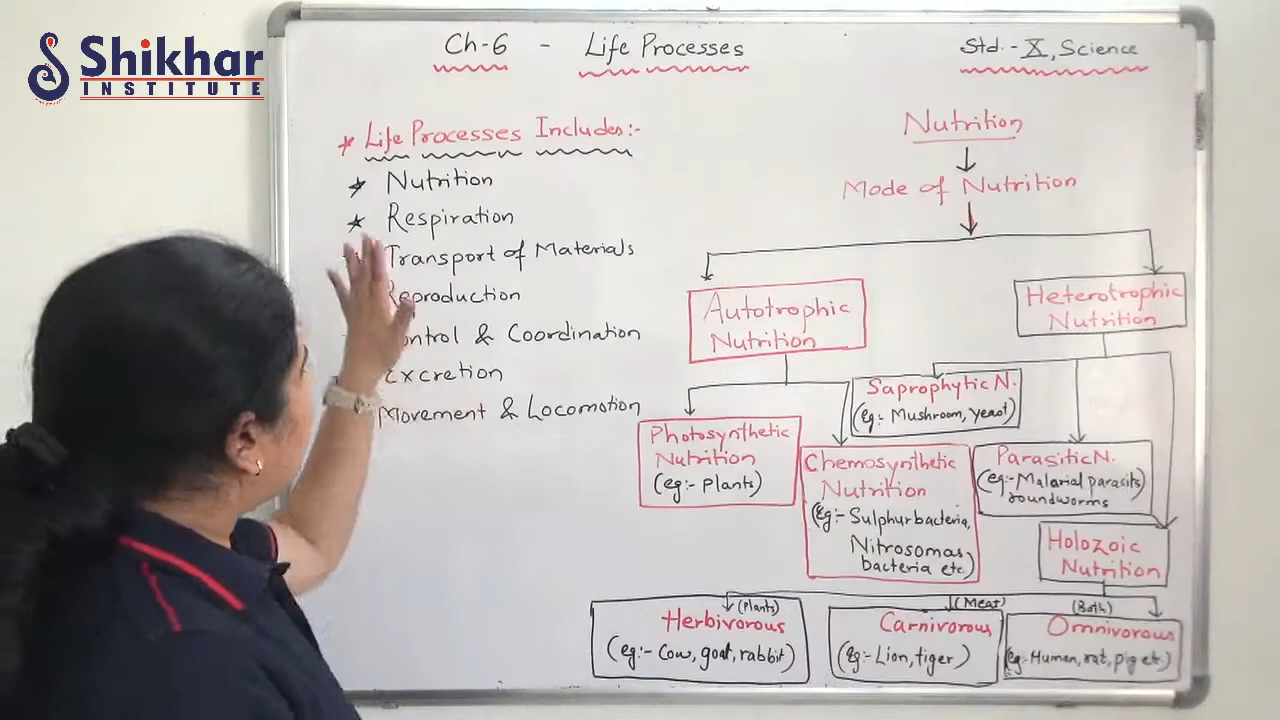 Shikhar
INSTITUTE
Ch-6 - Life Processes
Std.- X, Science
* Life Processes Includes:-
* Nutrition
* Respiration
Transport of Materials
Reproduction
ontrol & Coordination
Excretion
Movement & Locomotion
Nutrition
Mode of Nutrition
Autotrophic
Nutrition
Heterotrophic
Nutrition
Photosynthetic
Nutrition
(eg:- Plants)
Chemosynthetic
Nutrition
(eg:- Sulphurbacteria,
Nitrosomas
bacteria etc.)
Saprophytic N.
(eg:- Mushroom, yeast)
Parasitic N.
(eg:- Malarial parasits
roundworms
Holozoic
Nutrition
(Plants)
Herbivorous
(eg:- Cow, goat, rabbit)
(Meat)
Carnivorous
(eg:- Lion, tiger)
(Both)
Omnivorous
(eg:- Human, rat, pig etc.)